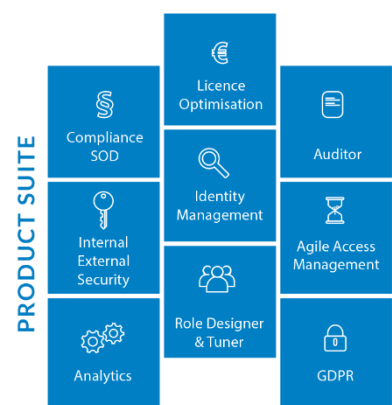 PRODUCT SUITE
Licence
Optimisation
Compliance
SOD
Auditor
Identity
Management
Internal
External
Security
Agile Access
Management
Role Designer
& Tuner
Analytics
GDPR